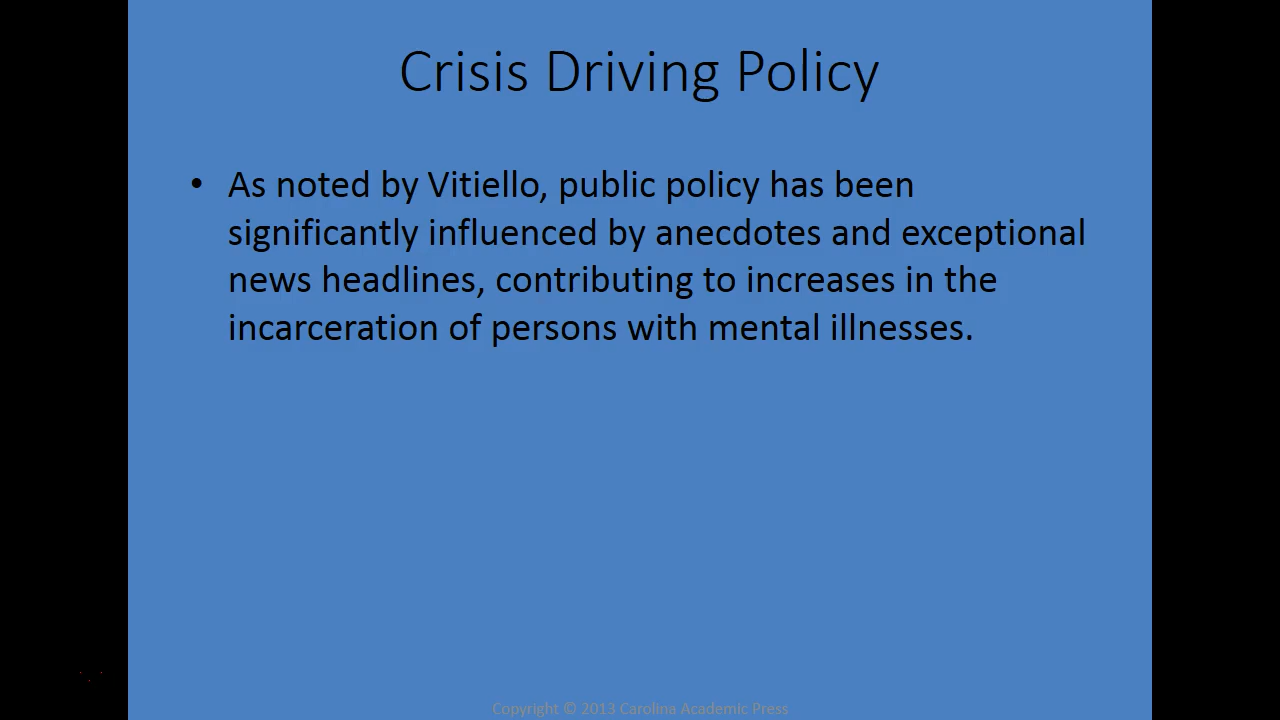 Crisis Driving Policy
• As noted by Vitiello, public policy has been
significantly influenced by anecdotes and exceptional
news headlines, contributing to increases in the
incarceration of persons with mental illnesses.
Copyright © 2013 Carolina Academic Press